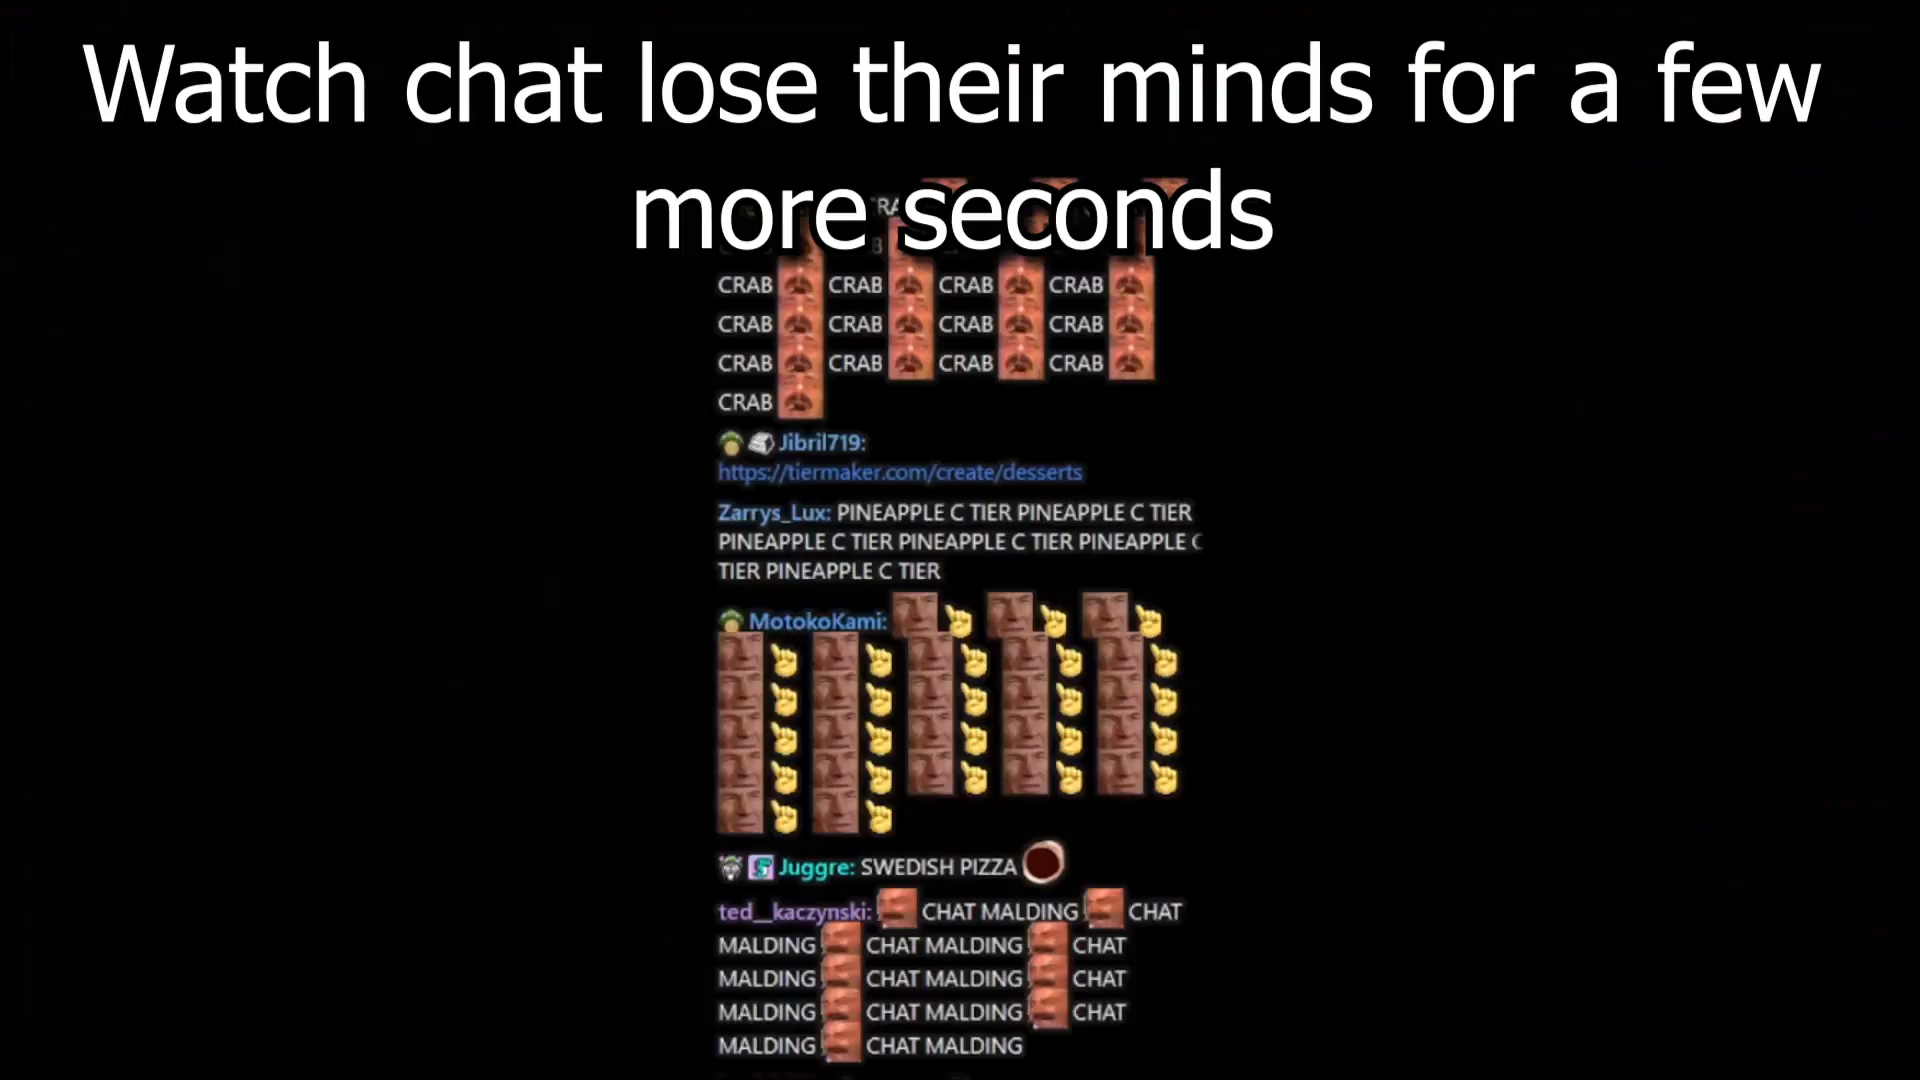 Watch chat lose their minds for a few
more seconds
CRAB CRAB CRAB CRAB
CRAB CRAB CRAB CRAB
CRAB CRAB CRAB CRAB
CRAB
Jibril719:
https://tiermaker.com/create/desserts
Zarrys_Lux: PINEAPPLE C TIER PINEAPPLE C TIER
PINEAPPLE C TIER PINEAPPLE C TIER PINEAPPLE C
TIER PINEAPPLE C TIER
MotokoKami:
Juggre: SWEDISH PIZZA
ted__kaczynski: CHAT MALDING CHAT
MALDING CHAT MALDING CHAT
MALDING CHAT MALDING CHAT
MALDING CHAT MALDING CHAT
MALDING CHAT MALDING